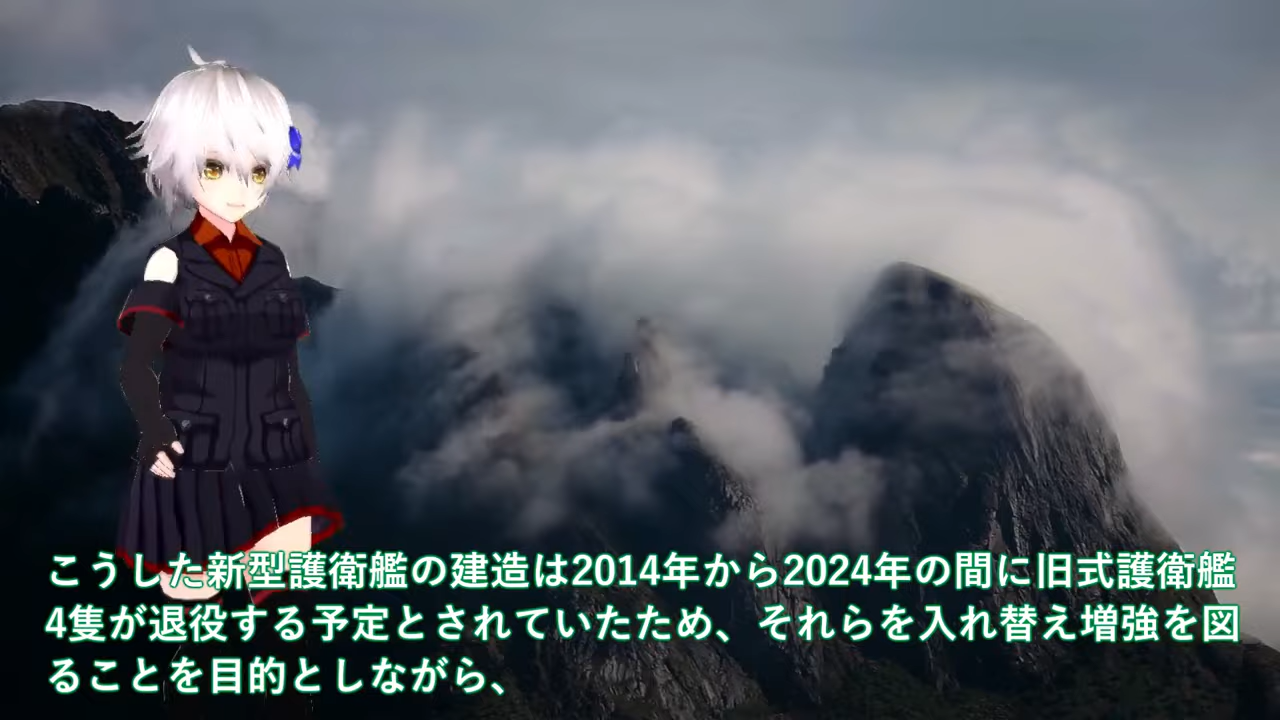 こうした新型護衛艦の建造は2014年から2024年の間に旧式護衛艦
4隻が退役する予定とされていたため、それらを入れ替え増強を図
ることを目的としながら、